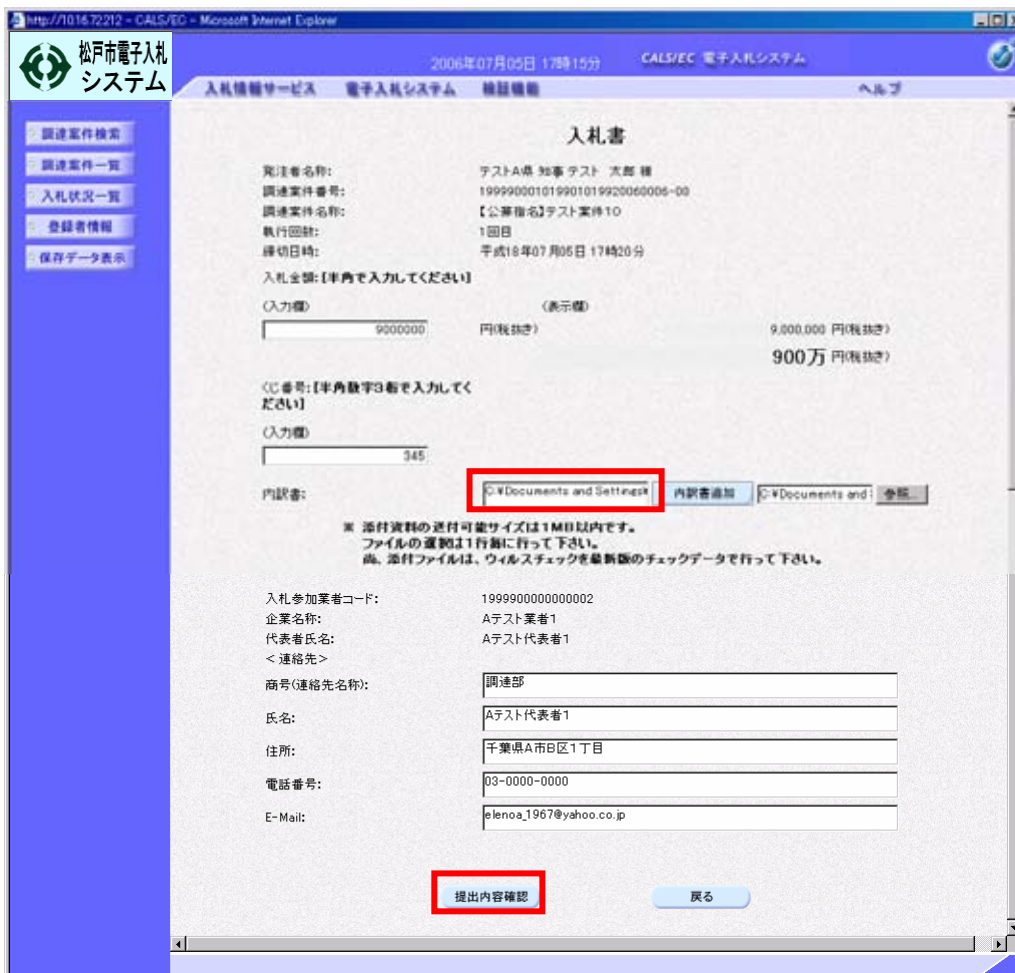 http://10.16.72.212 - CALS/EC - Microsoft Internet Explorer
松戸市電子入札
システム
2006年07月05日 17時15分
CALS/EC 電子入札システム
入札情報サービス 電子入札システム 検証機能 ヘルプ
調達案件検索
調達案件一覧
入札状況一覧
登録者情報
保存データ表示
入札書
発注者名称: テストA県 知事 テスト 太郎 様
調達案件番号: 199990001019901019920060006-00
調達案件名称: 【公募指名】テスト案件10
執行回数: 1回目
締切日時: 平成18年07月05日 17時20分
入札金額:[半角で入力してください]
(入力欄) (表示欄)
9000000 円(税抜き) 9,000,000 円(税抜き)
900万 円(税抜き)
くじ番号:[半角数字3桁で入力してく
ださい]
(入力欄)
345
内訳書: C:¥Documents and Settings¥ 内訳書追加 C:¥Documents and 参照...
※ 添付資料の送付可能サイズは1MB以内です。
ファイルの選択は1行毎に行って下さい。
尚、添付ファイルは、ウィルスチェックを最新版のチェックデータで行って下さい。
入札参加業者コード: 1999900000000002
企業名称: Aテスト業者1
代表者氏名: Aテスト代表者1
<連絡先>
商号(連絡先名称): 調達部
氏名: Aテスト代表者1
住所: 千葉県A市B区1丁目
電話番号: 03-0000-0000
E-Mail: elenoa_1967@yahoo.co.jp
提出内容確認 戻る